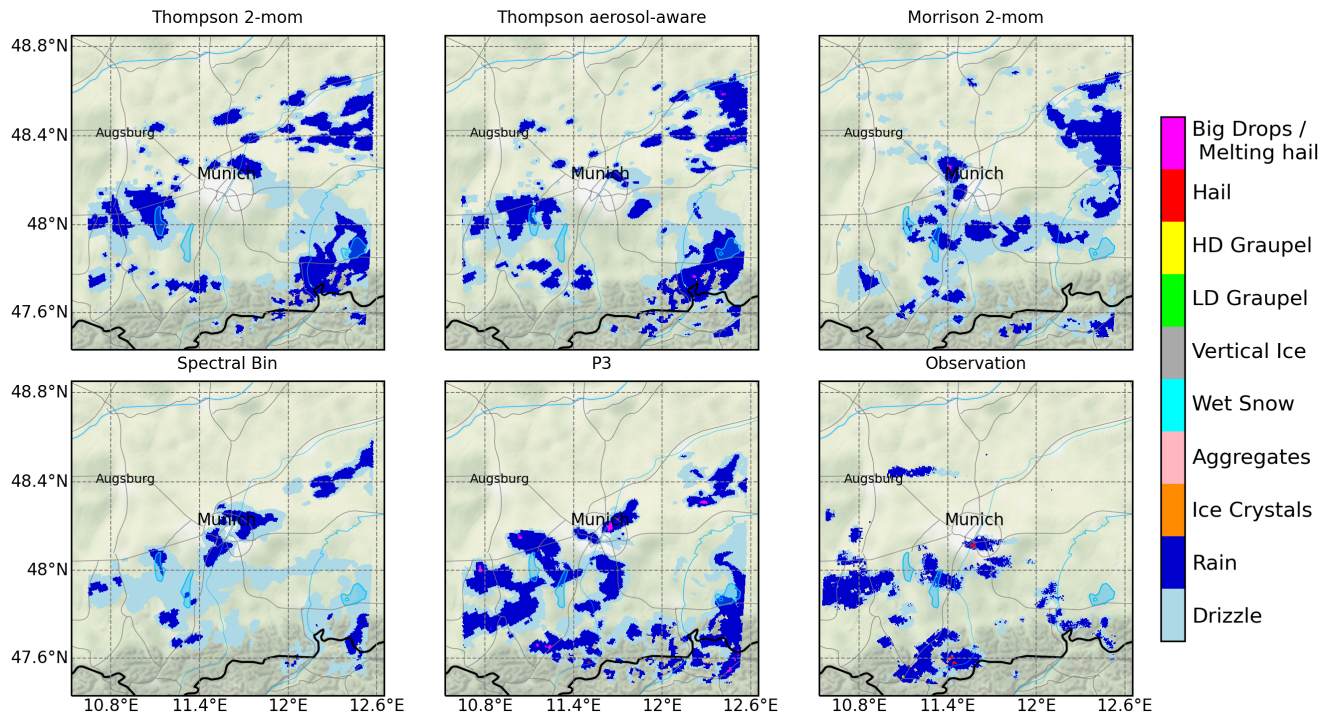 Thompson 2-mom
Thompson aerosol-aware
Morrison 2-mom
48.8°N
48.4°N
48°N
47.6°N
Augsburg
Munich
Augsburg
Munich
Augsburg
Munich
Spectral Bin
P3
Observation
48.8°N
48.4°N
48°N
47.6°N
Augsburg
Munich
Augsburg
Munich
Augsburg
Munich
10.8°E 11.4°E 12°E 12.6°E
10.8°E 11.4°E 12°E 12.6°E
10.8°E 11.4°E 12°E 12.6°E
Big Drops /
Melting hail
Hail
HD Graupel
LD Graupel
Vertical Ice
Wet Snow
Aggregates
Ice Crystals
Rain
Drizzle